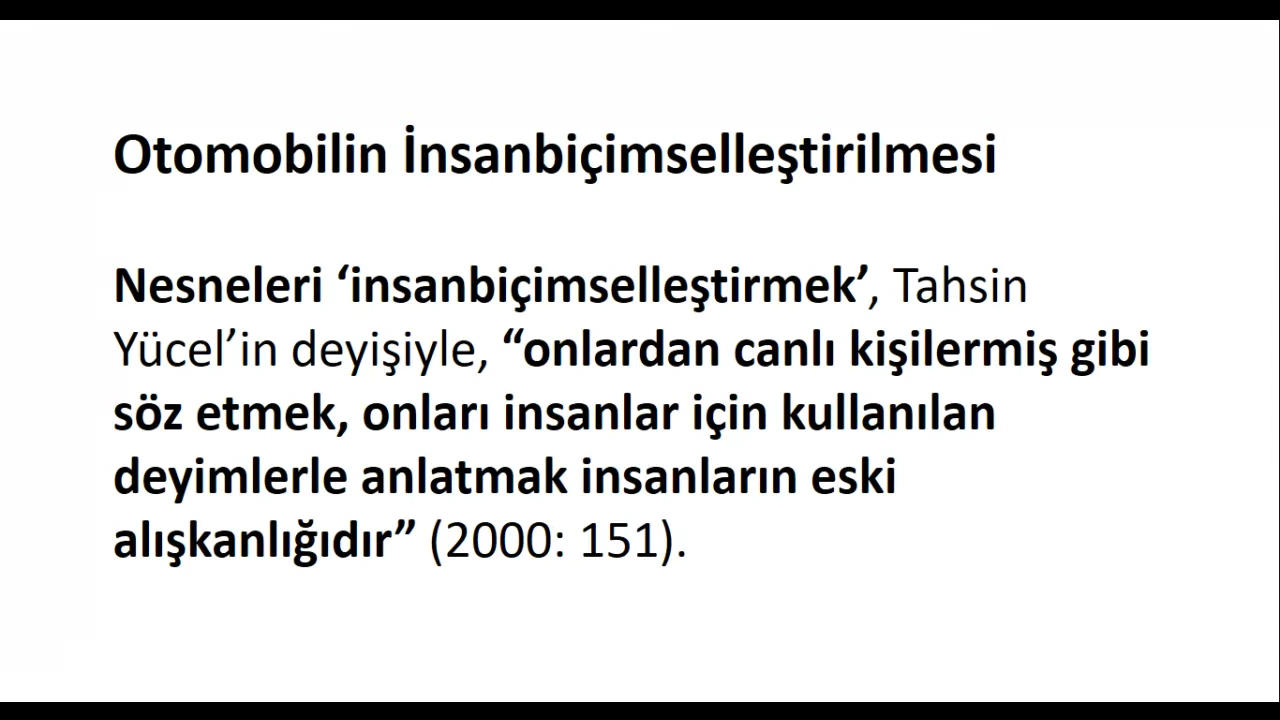 Otomobilin İnsanbiçimselleştirilmesi
Nesneleri ‘insanbiçimselleştirmek’, Tahsin
Yücel’in deyişiyle, “onlardan canlı kişilermiş gibi
söz etmek, onları insanlar için kullanılan
deyimlerle anlatmak insanların eski
alışkanlığıdır” (2000: 151).